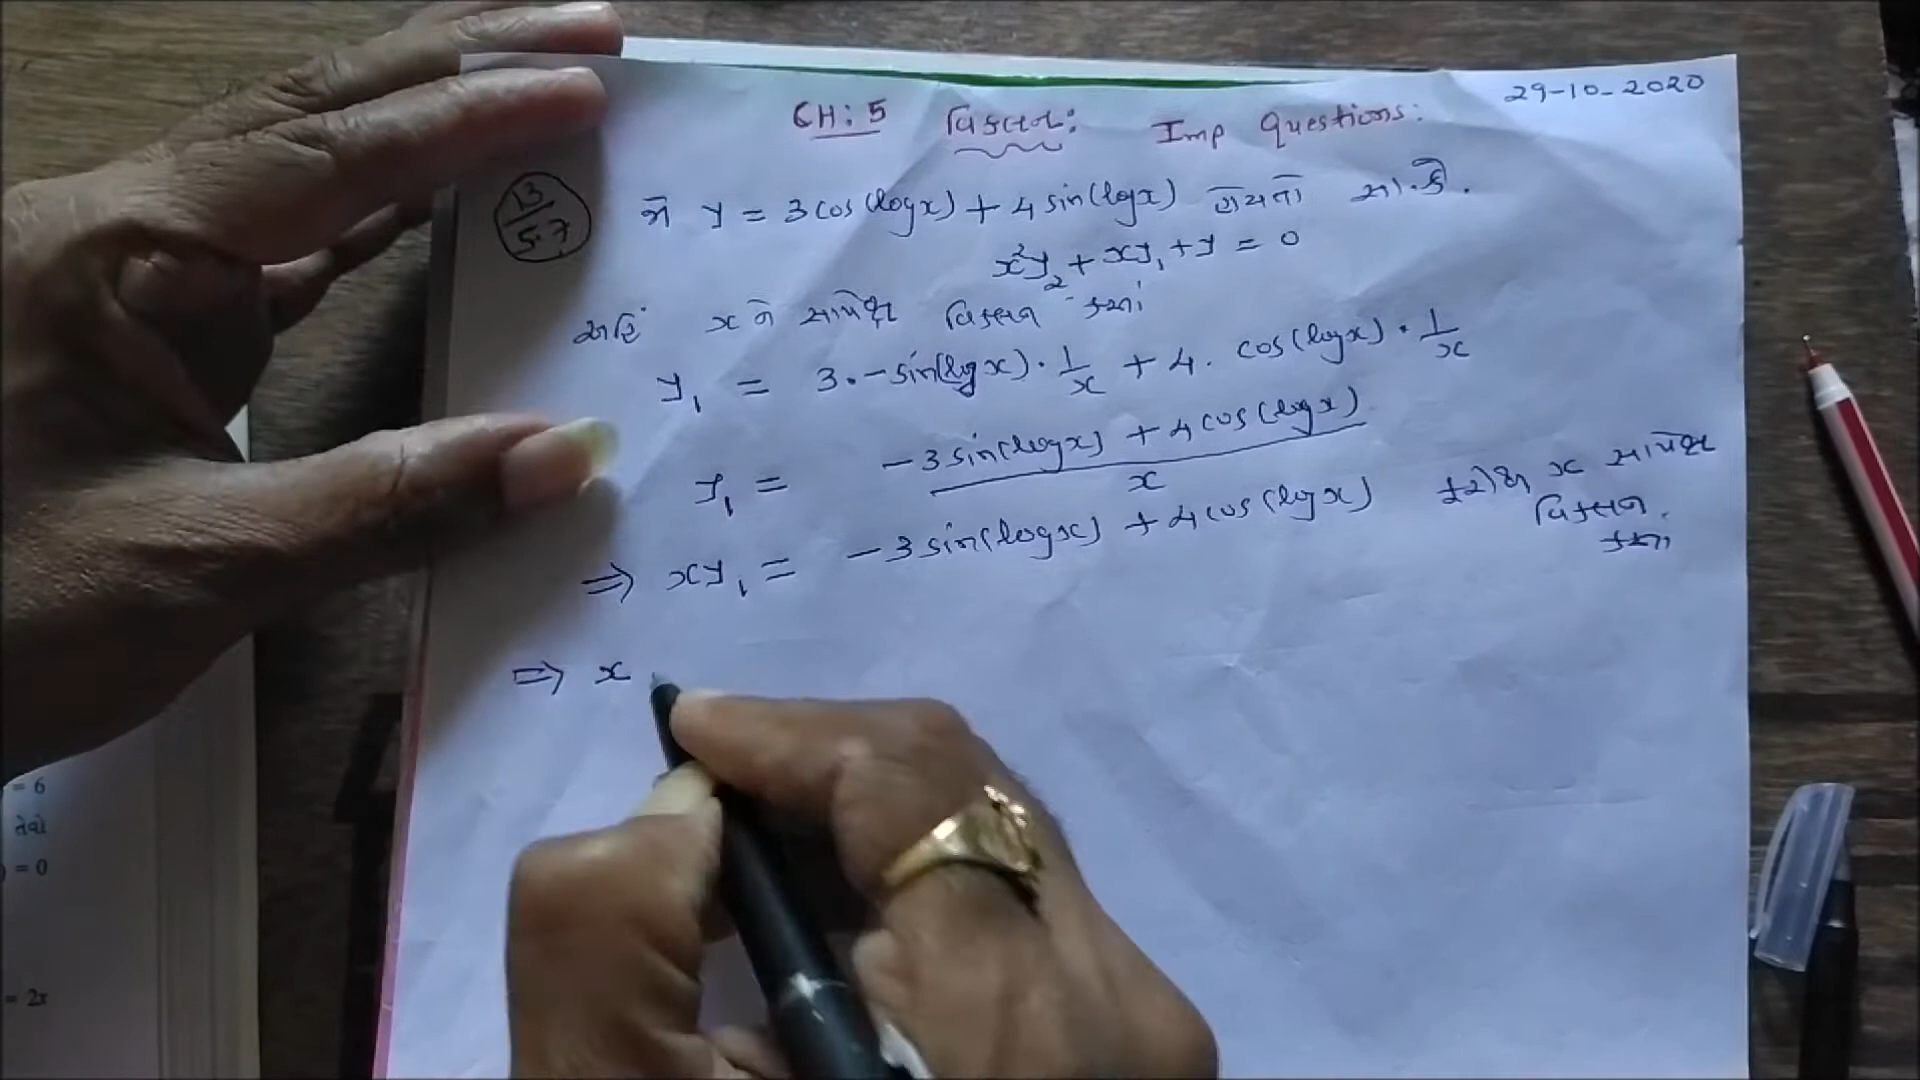 29-10-2020
CH: 5 વિકલન: Imp Questions:
13/5.7 જો y = 3cos(logx) + 4sin(logx) હોય તો સા.કે.
x²y₂ + xy₁ + y = 0
અહિં x ને સાપેક્ષ વિકલન કરતાં
y₁ = 3·-sin(logx)·1/x + 4·cos(logx)·1/x
y₁ = (-3sin(logx) + 4cos(logx))/x
⇒ xy₁ = -3sin(logx) + 4cos(logx) ફરીથી x સાપેક્ષ
વિકલન
કરતા
⇒ x
= 6
તેવો
) = 0
= 2x